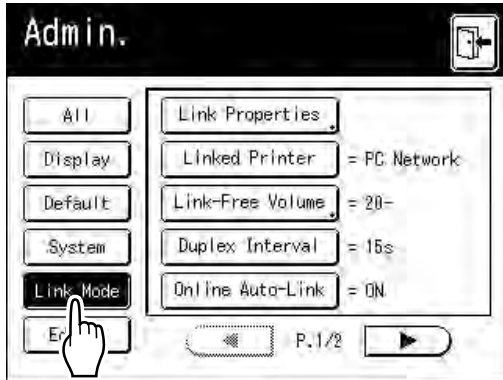 Admin.
All
Link Properties
Display
Linked Printer = PC Network
Default
Link-Free Volume = 20-
System
Duplex Interval = 15s
Link Mode
Online Auto-Link = ON
P.1/2